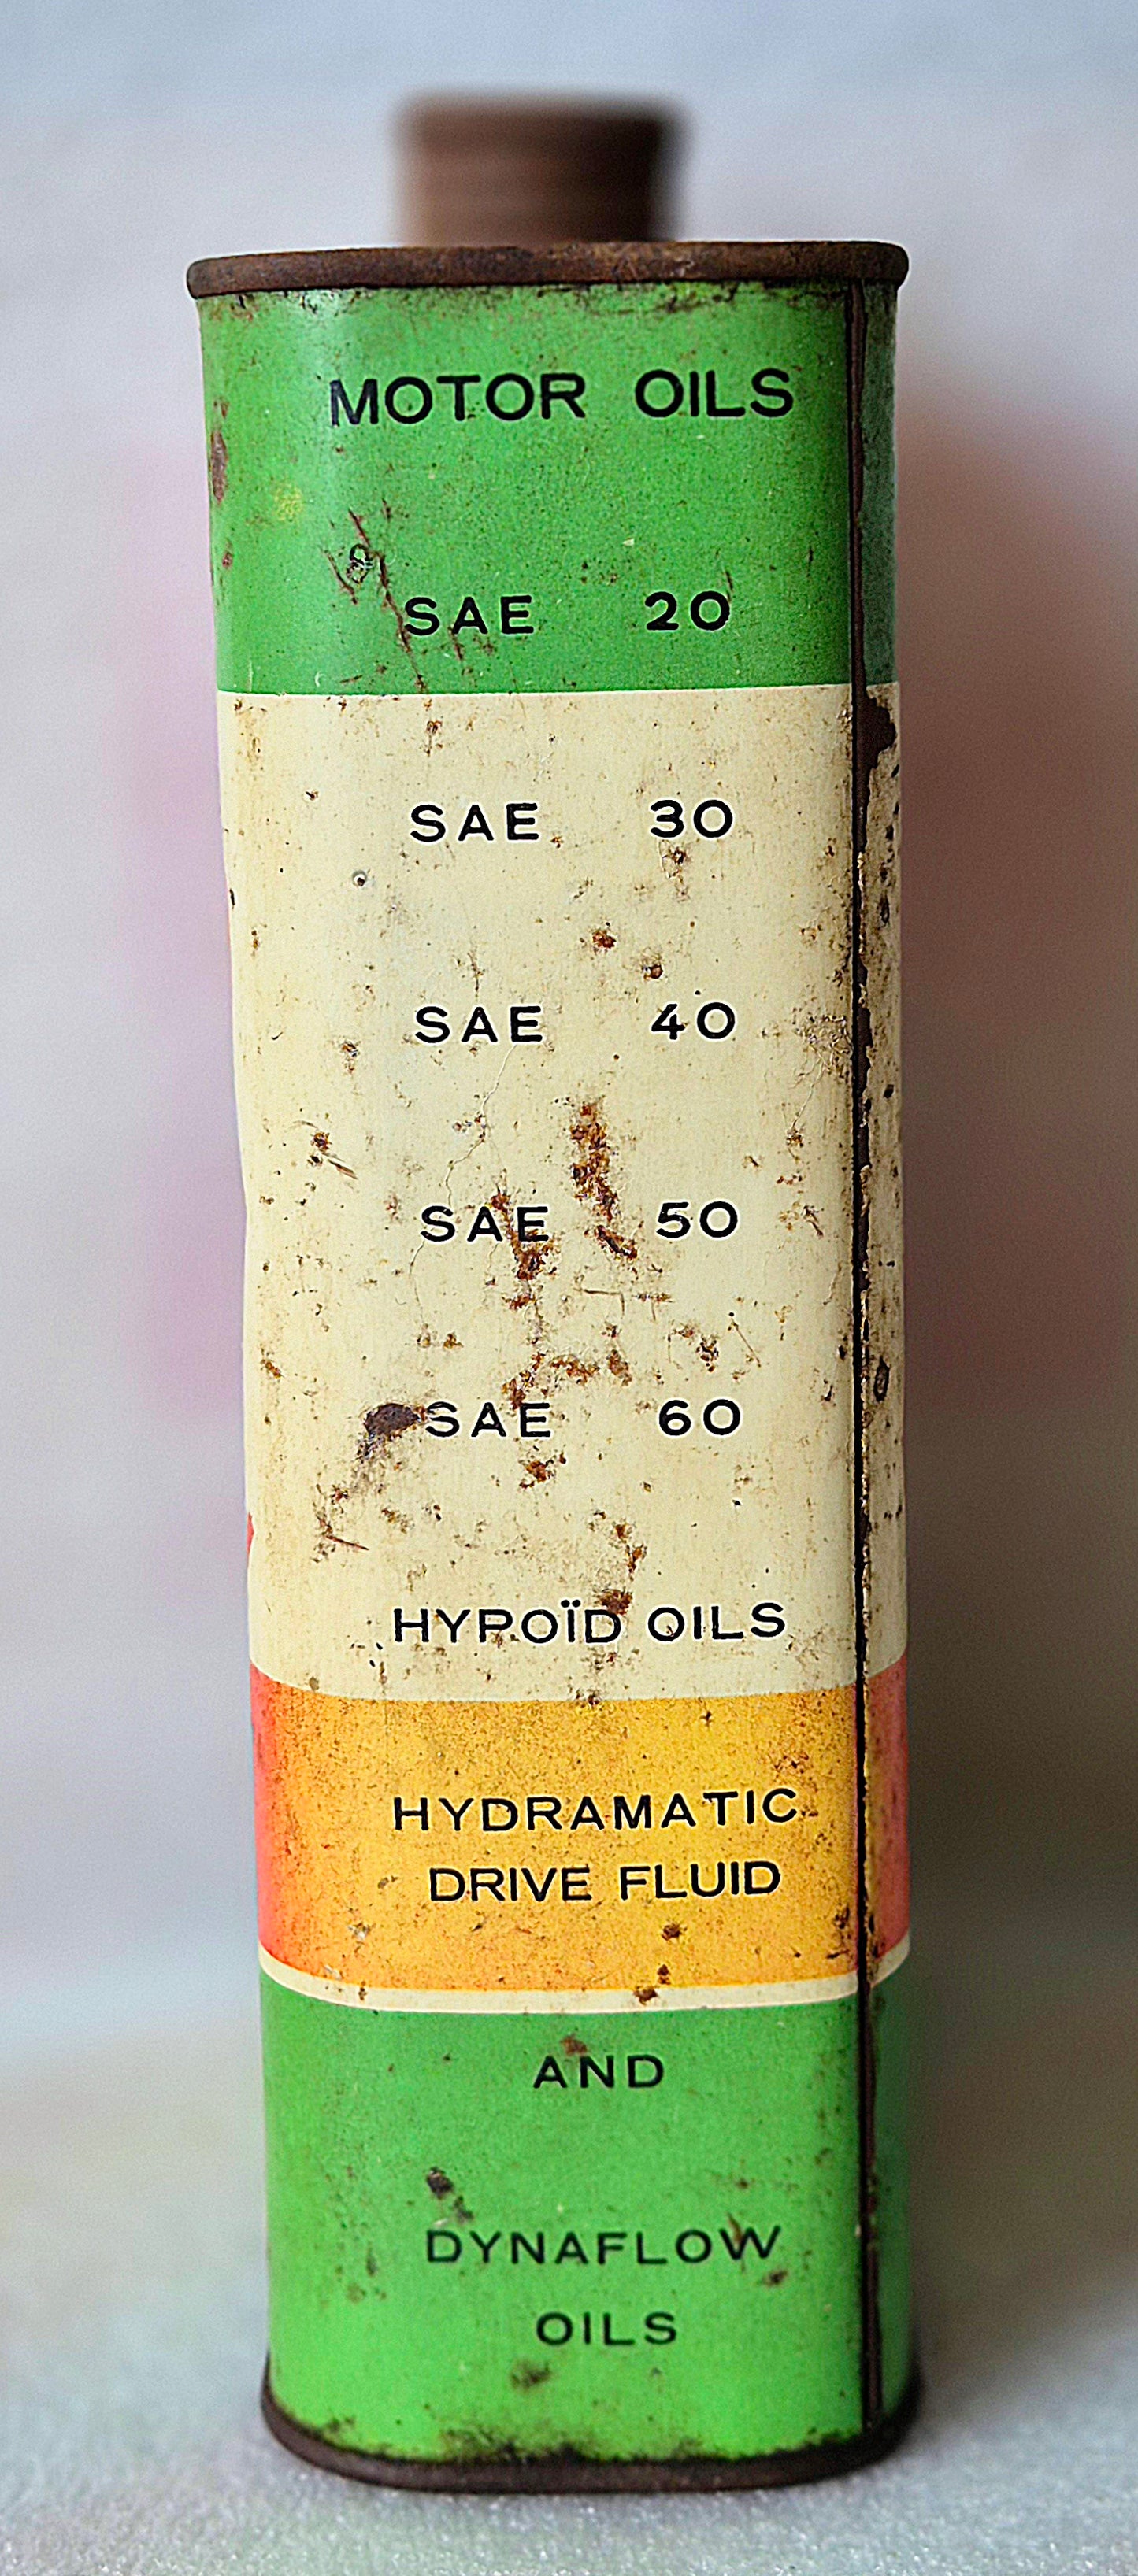 MOTOR OILS
SAE 20
SAE 30
SAE 40
SAE 50
SAE 60
HYPOÏD OILS
HYDRAMATIC
DRIVE FLUID
AND
DYNAFLOW
OILS